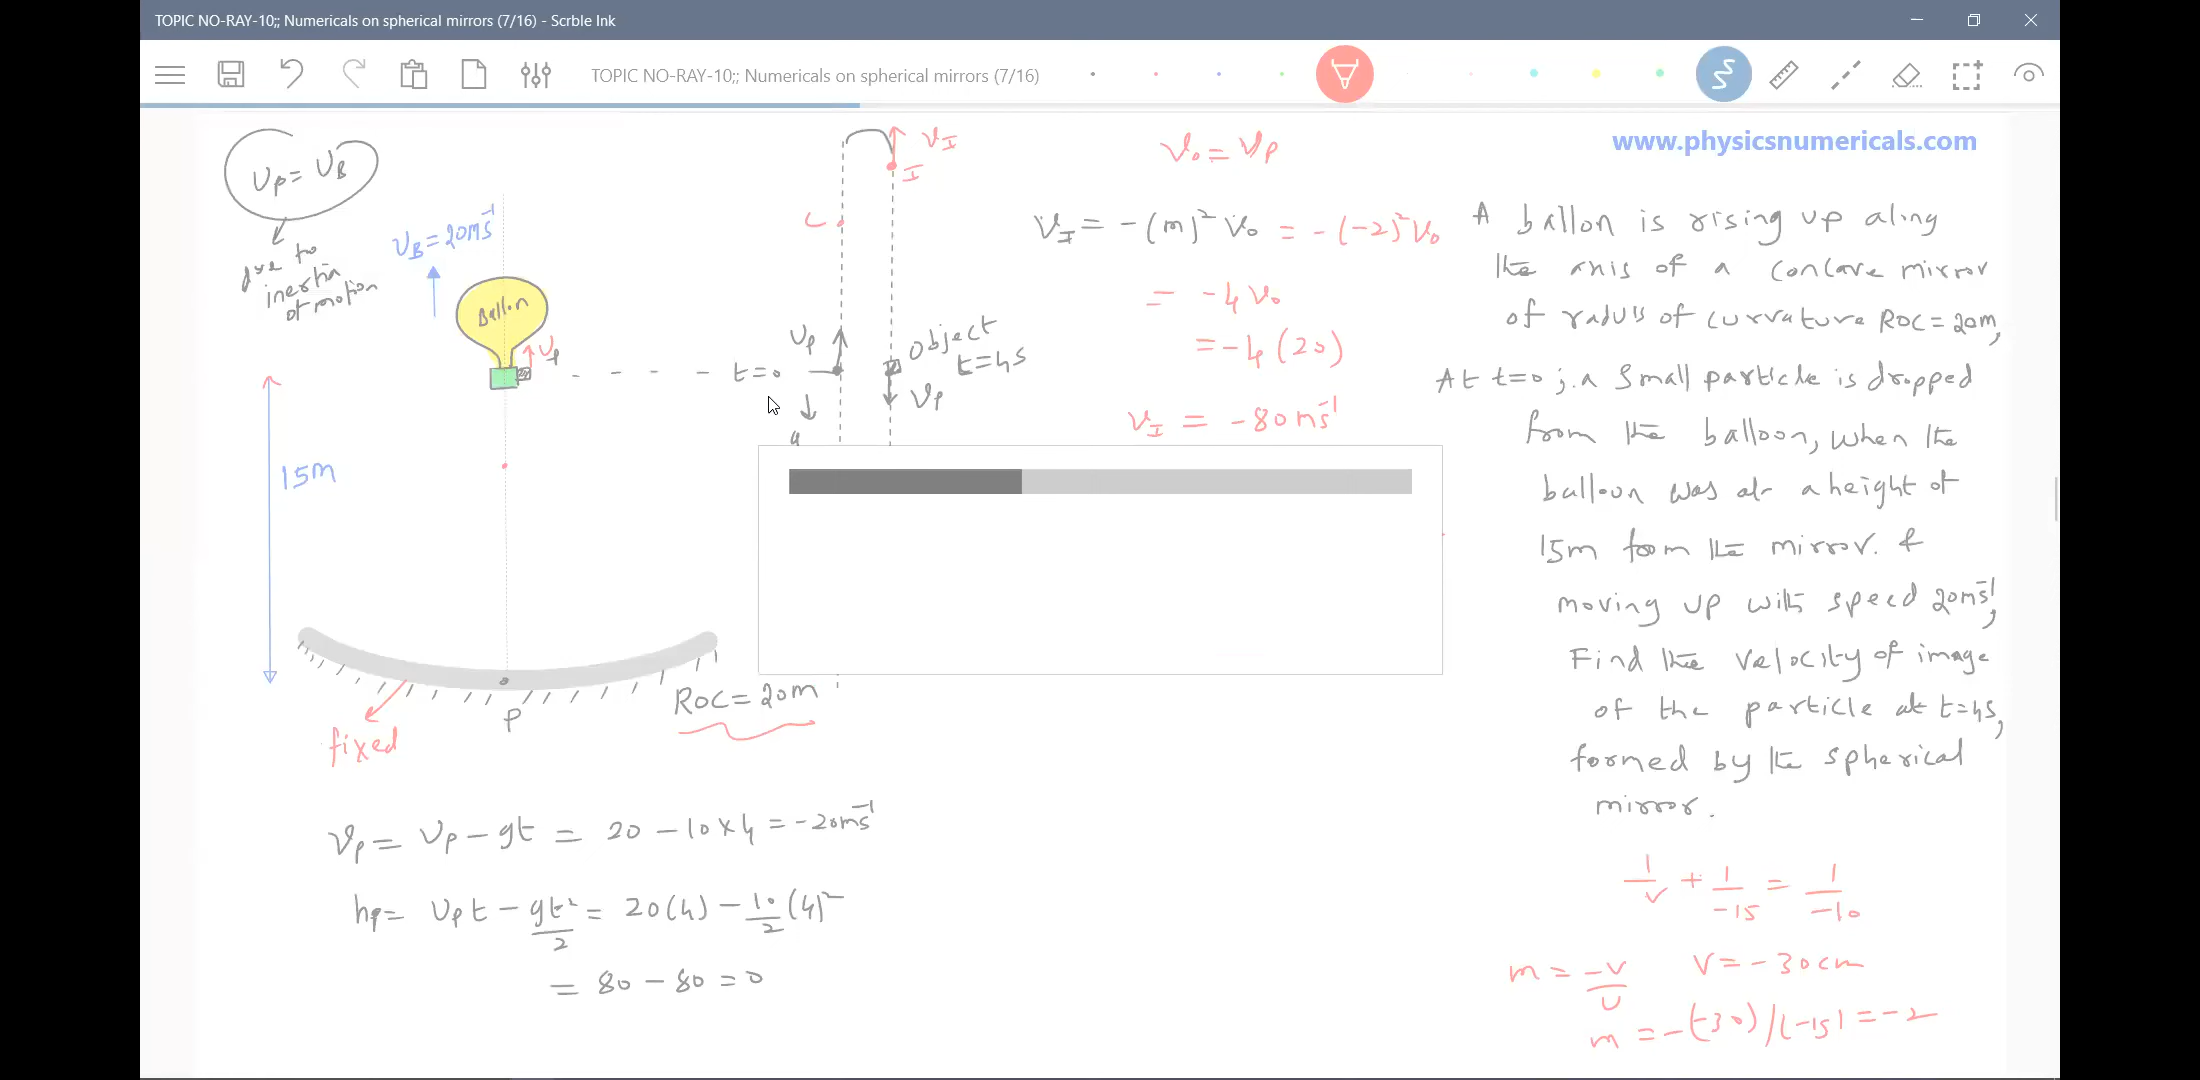 TOPIC NO-RAY-10;; Numericals on spherical mirrors (7/16) - Scrble Ink
TOPIC NO-RAY-10;; Numericals on spherical mirrors (7/16)
www.physicsnumericals.com
UP = UB
due to
inertia
of motion
UB = 20ms⁻¹
Ballon
UP
15m
P
fixed
ROC = 20m
t=0
UP
C
I
vI
object
t=4s
VP
vo = vP
vI = -(m)² vo = -(-2)² vo
= -4 vo
= -4 (20)
vI = -80 ms⁻¹
A ballon is rising up along
the axis of a concave mirror
of radius of curvature ROC = 20m,
At t=0 ; a small particle is dropped
from the balloon, when the
balloon was at a height of
15m from the mirror. &
moving up with speed 20ms⁻¹,
Find the velocity of image
of the particle at t=4s,
formed by the spherical
mirror.
vP = UP - gt = 20 - 10 x 4 = -20ms⁻¹
hP = UP t - gt²/2 = 20(4) - 10/2 (4)²
= 80 - 80 = 0
1/v + 1/-15 = 1/-10
m = -v/u v = -30cm
m = -(-30)/(-15) = -2